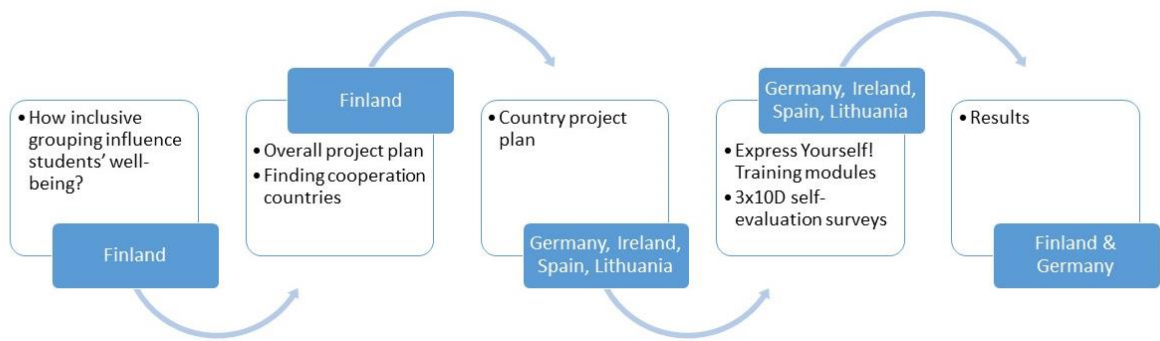 • How inclusive
grouping influence
students' well-
being?
Finland
Finland
• Overall project plan
• Finding cooperation
countries
• Country project
plan
Germany, Ireland,
Spain, Lithuania
Germany, Ireland,
Spain, Lithuania
• Express Yourself!
Training modules
• 3x10D self-
evaluation surveys
• Results
Finland &
Germany